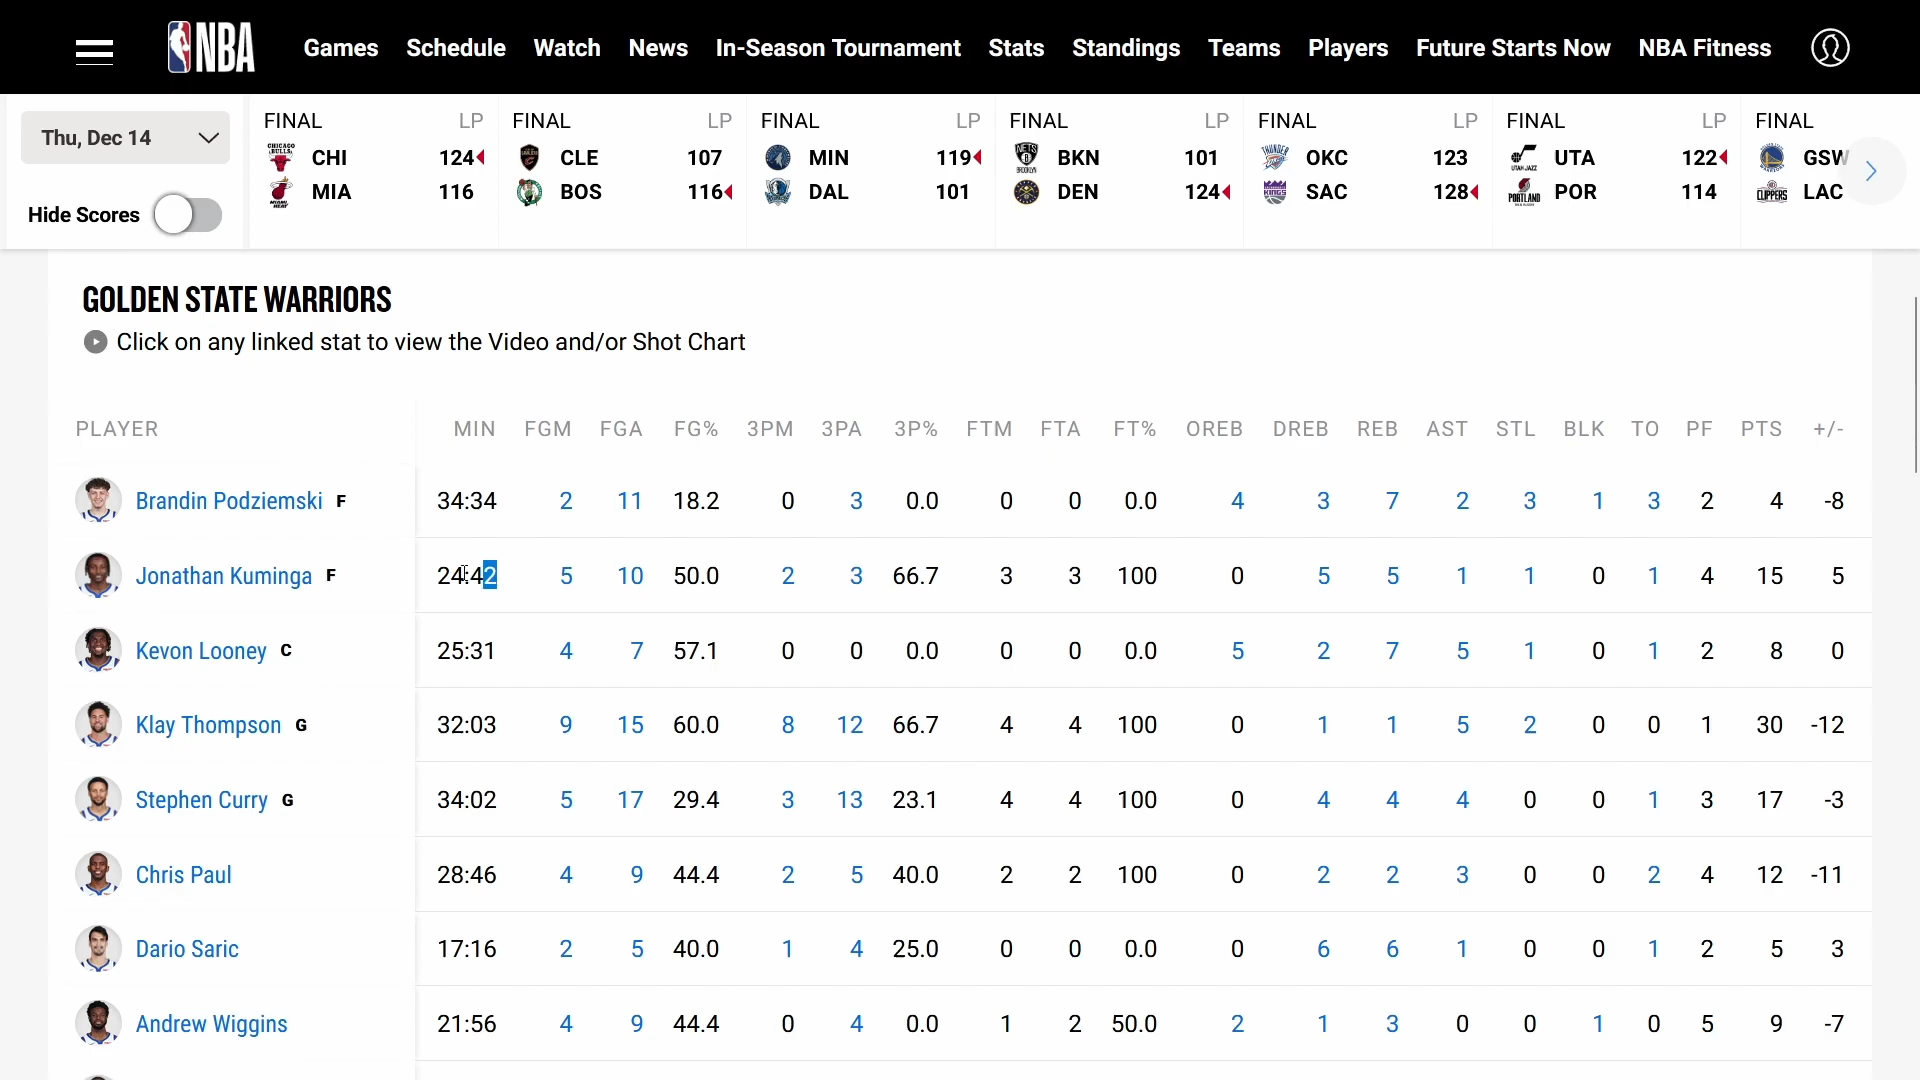 NBA Games Schedule Watch News In-Season Tournament Stats Standings Teams Players Future Starts Now NBA Fitness
Thu, Dec 14
Hide Scores
FINAL LP
CHI 124
MIA 116
FINAL LP
CLE 107
BOS 116
FINAL LP
MIN 119
DAL 101
FINAL LP
BKN 101
DEN 124
FINAL LP
OKC 123
SAC 128
FINAL LP
UTA 122
POR 114
FINAL
GSW
LAC
GOLDEN STATE WARRIORS
Click on any linked stat to view the Video and/or Shot Chart
PLAYER MIN FGM FGA FG% 3PM 3PA 3P% FTM FTA FT% OREB DREB REB AST STL BLK TO PF PTS +/-
Brandin Podziemski F 34:34 2 11 18.2 0 3 0.0 0 0 0.0 4 3 7 2 3 1 3 2 4 -8
Jonathan Kuminga F 24:42 5 10 50.0 2 3 66.7 3 3 100 0 5 5 1 1 0 1 4 15 5
Kevon Looney C 25:31 4 7 57.1 0 0 0.0 0 0 0.0 5 2 7 5 1 0 1 2 8 0
Klay Thompson G 32:03 9 15 60.0 8 12 66.7 4 4 100 0 1 1 5 2 0 0 1 30 -12
Stephen Curry G 34:02 5 17 29.4 3 13 23.1 4 4 100 0 4 4 4 0 0 1 3 17 -3
Chris Paul 28:46 4 9 44.4 2 5 40.0 2 2 100 0 2 2 3 0 0 2 4 12 -11
Dario Saric 17:16 2 5 40.0 1 4 25.0 0 0 0.0 0 6 6 1 0 0 1 2 5 3
Andrew Wiggins 21:56 4 9 44.4 0 4 0.0 1 2 50.0 2 1 3 0 0 1 0 5 9 -7